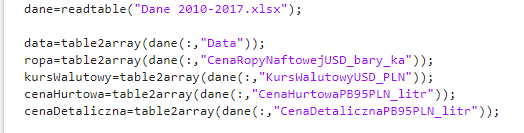 dane=readtable("Dane 2010-2017.xlsx");
data=table2array(dane(:,"Data"));
ropa=table2array(dane(:,"CenaRopyNaftowejUSD_bary_ka"));
kursWalutowy=table2array(dane(:,"KursWalutowyUSD_PLN"));
cenaHurtowa=table2array(dane(:,"CenaHurtowaPB95PLN_litr"));
cenaDetaliczna=table2array(dane(:,"CenaDetalicznaPB95PLN_litr"));